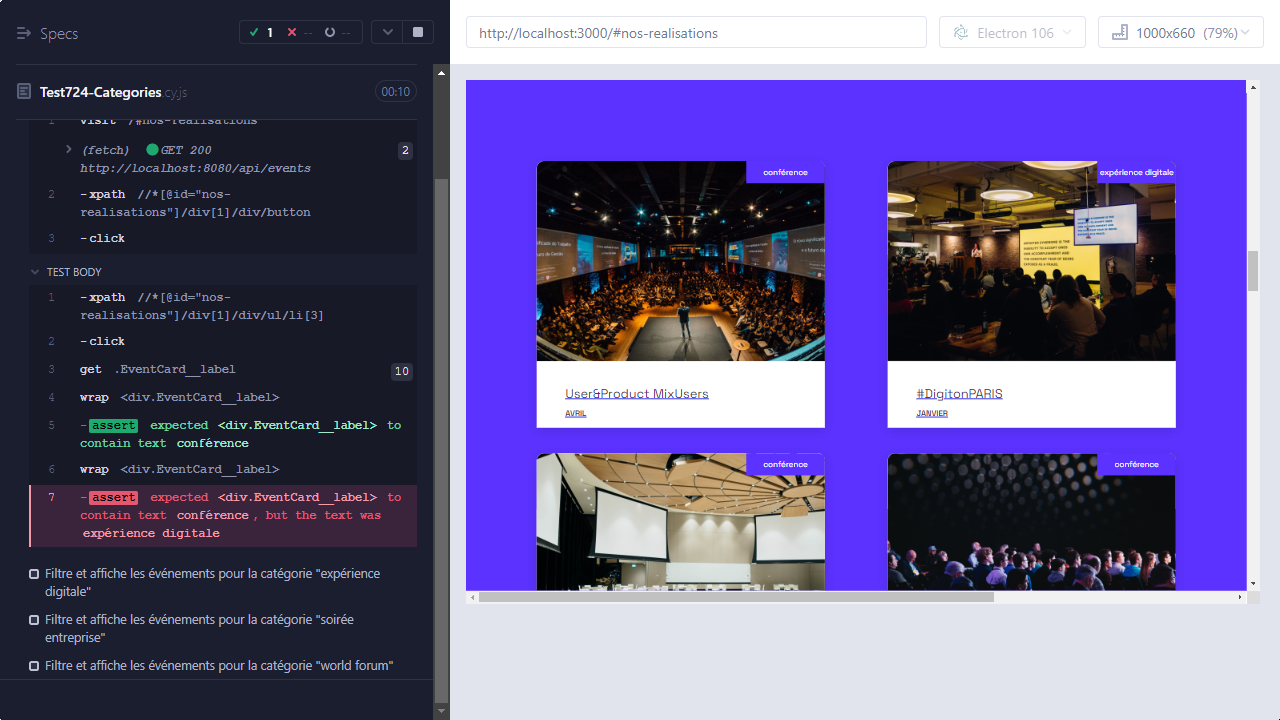 Specs
1
--
--
Test724-Categories.cy.js
00:10
1 visit /#nos-realisations
(fetch) GET 200
http://localhost:8080/api/events
2
2 -xpath //*[@id="nos-
realisations"]/div[1]/div/button
3 -click
TEST BODY
1 -xpath //*[@id="nos-
realisations"]/div[1]/div/ul/li[3]
2 -click
3 get .EventCard__label
10
4 wrap <div.EventCard__label>
5 -assert expected <div.EventCard__label> to
contain text conférence
6 wrap <div.EventCard__label>
7 -assert expected <div.EventCard__label> to
contain text conférence, but the text was
expérience digitale
Filtre et affiche les événements pour la catégorie "expérience
digitale"
Filtre et affiche les événements pour la catégorie "soirée
entreprise"
Filtre et affiche les événements pour la catégorie "world forum"
http://localhost:3000/#nos-realisations
Electron 106
1000x660 (79%)
conférence
expérience digitale
User&Product MixUsers
AVRIL
#DigitonPARIS
JANVIER
conférence
conférence